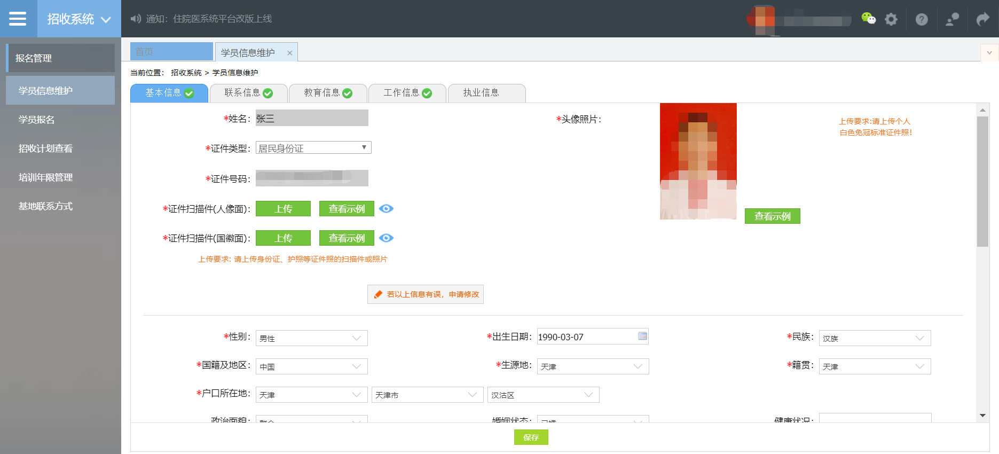 招收系统
通知：住院医系统平台改版上线
报名管理
学员信息维护
学员报名
招收计划查看
培训年限管理
基地联系方式
首页
学员信息维护
当前位置： 招收系统 > 学员信息维护
基本信息
联系信息
教育信息
工作信息
执业信息
*姓名：
张三
*头像照片：
上传要求:请上传个人
白色免冠标准证件照！
*证件类型：
居民身份证
*证件号码：
*证件扫描件(人像面)：
上传
查看示例
查看示例
*证件扫描件(国徽面)：
上传
查看示例
上传要求: 请上传身份证、护照等证件照的扫描件或照片
若以上信息有误，申请修改
*性别：
男性
*出生日期：
1990-03-07
*民族：
汉族
*国籍及地区：
中国
*生源地：
天津
*籍贯：
天津
*户口所在地：
天津
天津市
汉沽区
政治面貌：
群众
婚姻状态：
已婚
健康状况：
保存